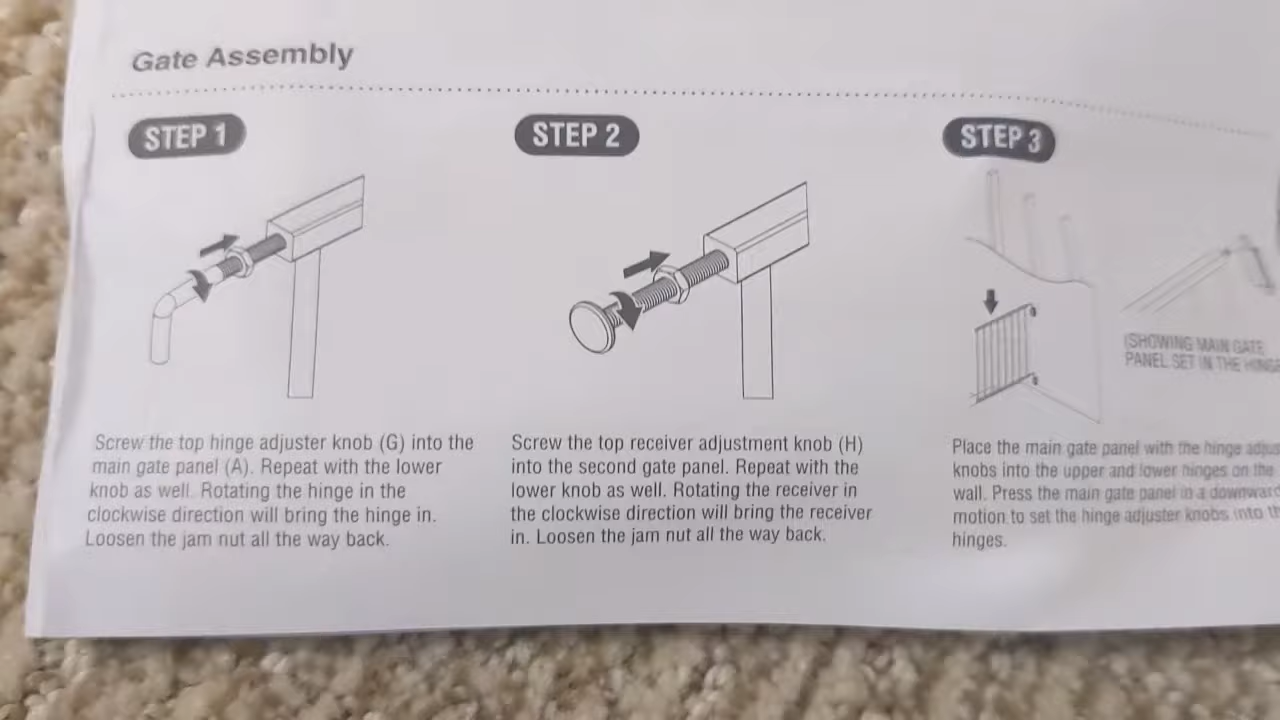 Gate Assembly
STEP 1
Screw the top hinge adjuster knob (G) into the
main gate panel (A). Repeat with the lower
knob as well. Rotating the hinge in the
clockwise direction will bring the hinge in.
Loosen the jam nut all the way back.
STEP 2
Screw the top receiver adjustment knob (H)
into the second gate panel. Repeat with the
lower knob as well. Rotating the receiver in
the clockwise direction will bring the receiver
in. Loosen the jam nut all the way back.
STEP 3
(SHOWING MAIN GATE
PANEL SET IN THE HINGE
Place the main gate panel with the hinge adjus
knobs into the upper and lower hinges on the
wall. Press the main gate panel in a downward
motion to set the hinge adjuster knobs into th
hinges.